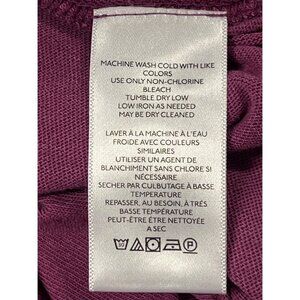 MACHINE WASH COLD WITH LIKE
COLORS
USE ONLY NON-CHLORINE
BLEACH
TUMBLE DRY LOW
LOW IRON AS NEEDED
MAY BE DRY CLEANED
LAVER À LA MACHINE À L'EAU
FROIDE AVEC COULEURS
SIMILAIRES
UTILISER UN AGENT DE
BLANCHIMENT SANS CHLORE SI
NÉCESSAIRE
SECHER PAR CULBUTAGE À BASSE
TEMPERATURE
REPASSER, AU BESOIN, À TRÈS
BASSE TEMPÉRATURE
PEUT-ÊTRE ÊTRE NETTOYÉE
A SEC